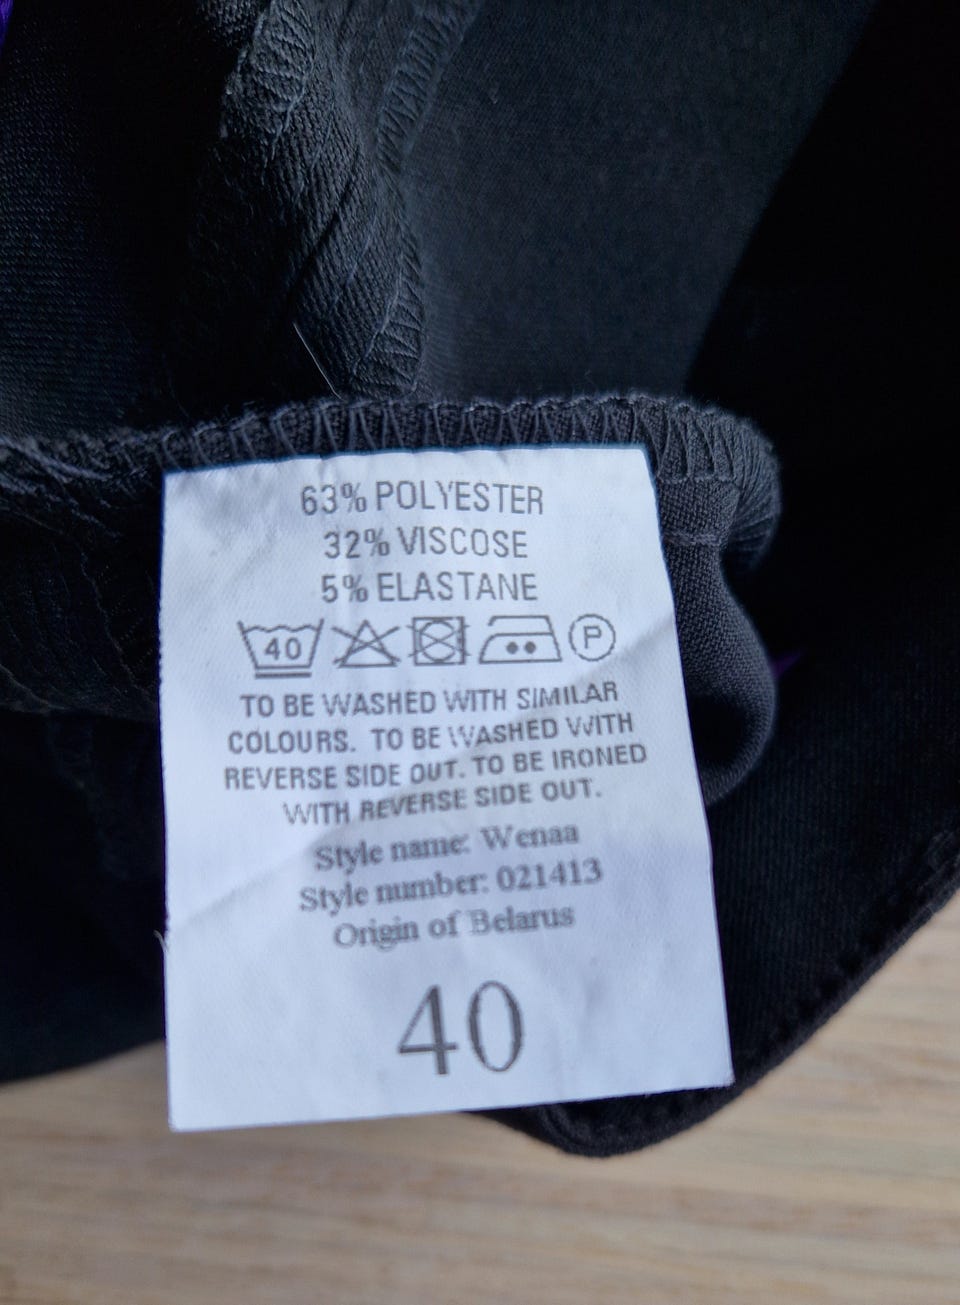 63% POLYESTER
32% VISCOSE
5% ELASTANE
40 P
TO BE WASHED WITH SIMILAR
COLOURS. TO BE WASHED WITH
REVERSE SIDE OUT. TO BE IRONED
WITH REVERSE SIDE OUT.
Style name: Wenaa
Style number: 021413
Origin of Belarus
40